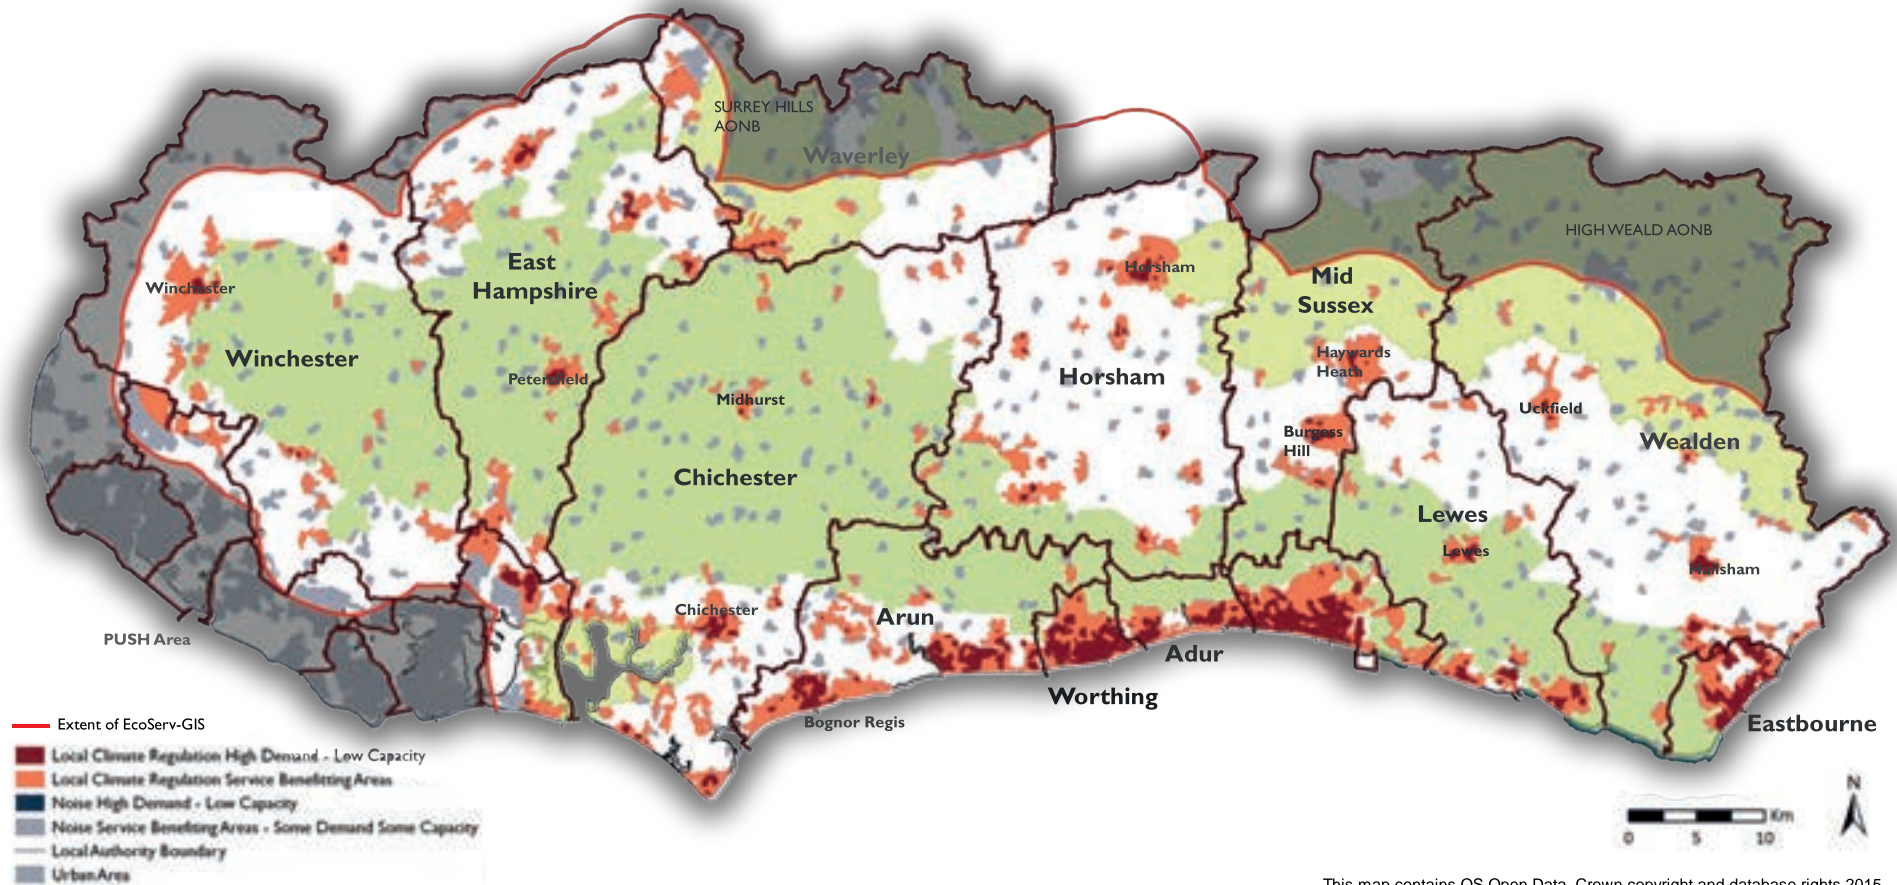 SURREY HILLS
AONB
Waverley
HIGH WEALD AONB
East
Hampshire
Horsham
Mid
Sussex
Winchester
Winchester
Petersfield
Midhurst
Horsham
Haywards
Heath
Uckfield
Burgess
Hill
Wealden
Chichester
Lewes
Lewes
Hailsham
Chichester
Arun
PUSH Area
Adur
Worthing
Bognor Regis
Eastbourne
Extent of EcoServ-GIS
Local Climate Regulation High Demand - Low Capacity
Local Climate Regulation Service Benefitting Areas
Noise High Demand - Low Capacity
Noise Service Benefiting Areas - Some Demand Some Capacity
Local Authority Boundary
Urban Area
N
Km
0 5 10
This map contains OS Open Data. Crown copyright and database rights 2015